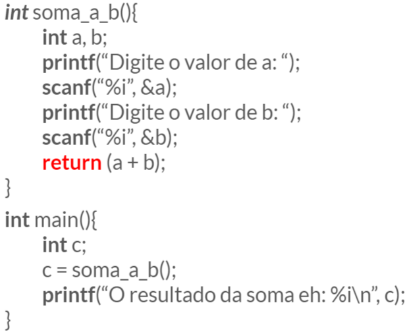 int soma_a_b(){
int a, b;
printf(“Digite o valor de a: “);
scanf(“%i”, &a);
printf(“Digite o valor de b: “);
scanf(“%i”, &b);
return (a + b);
}
int main(){
int c;
c = soma_a_b();
printf(“O resultado da soma eh: %i\n”, c);
}